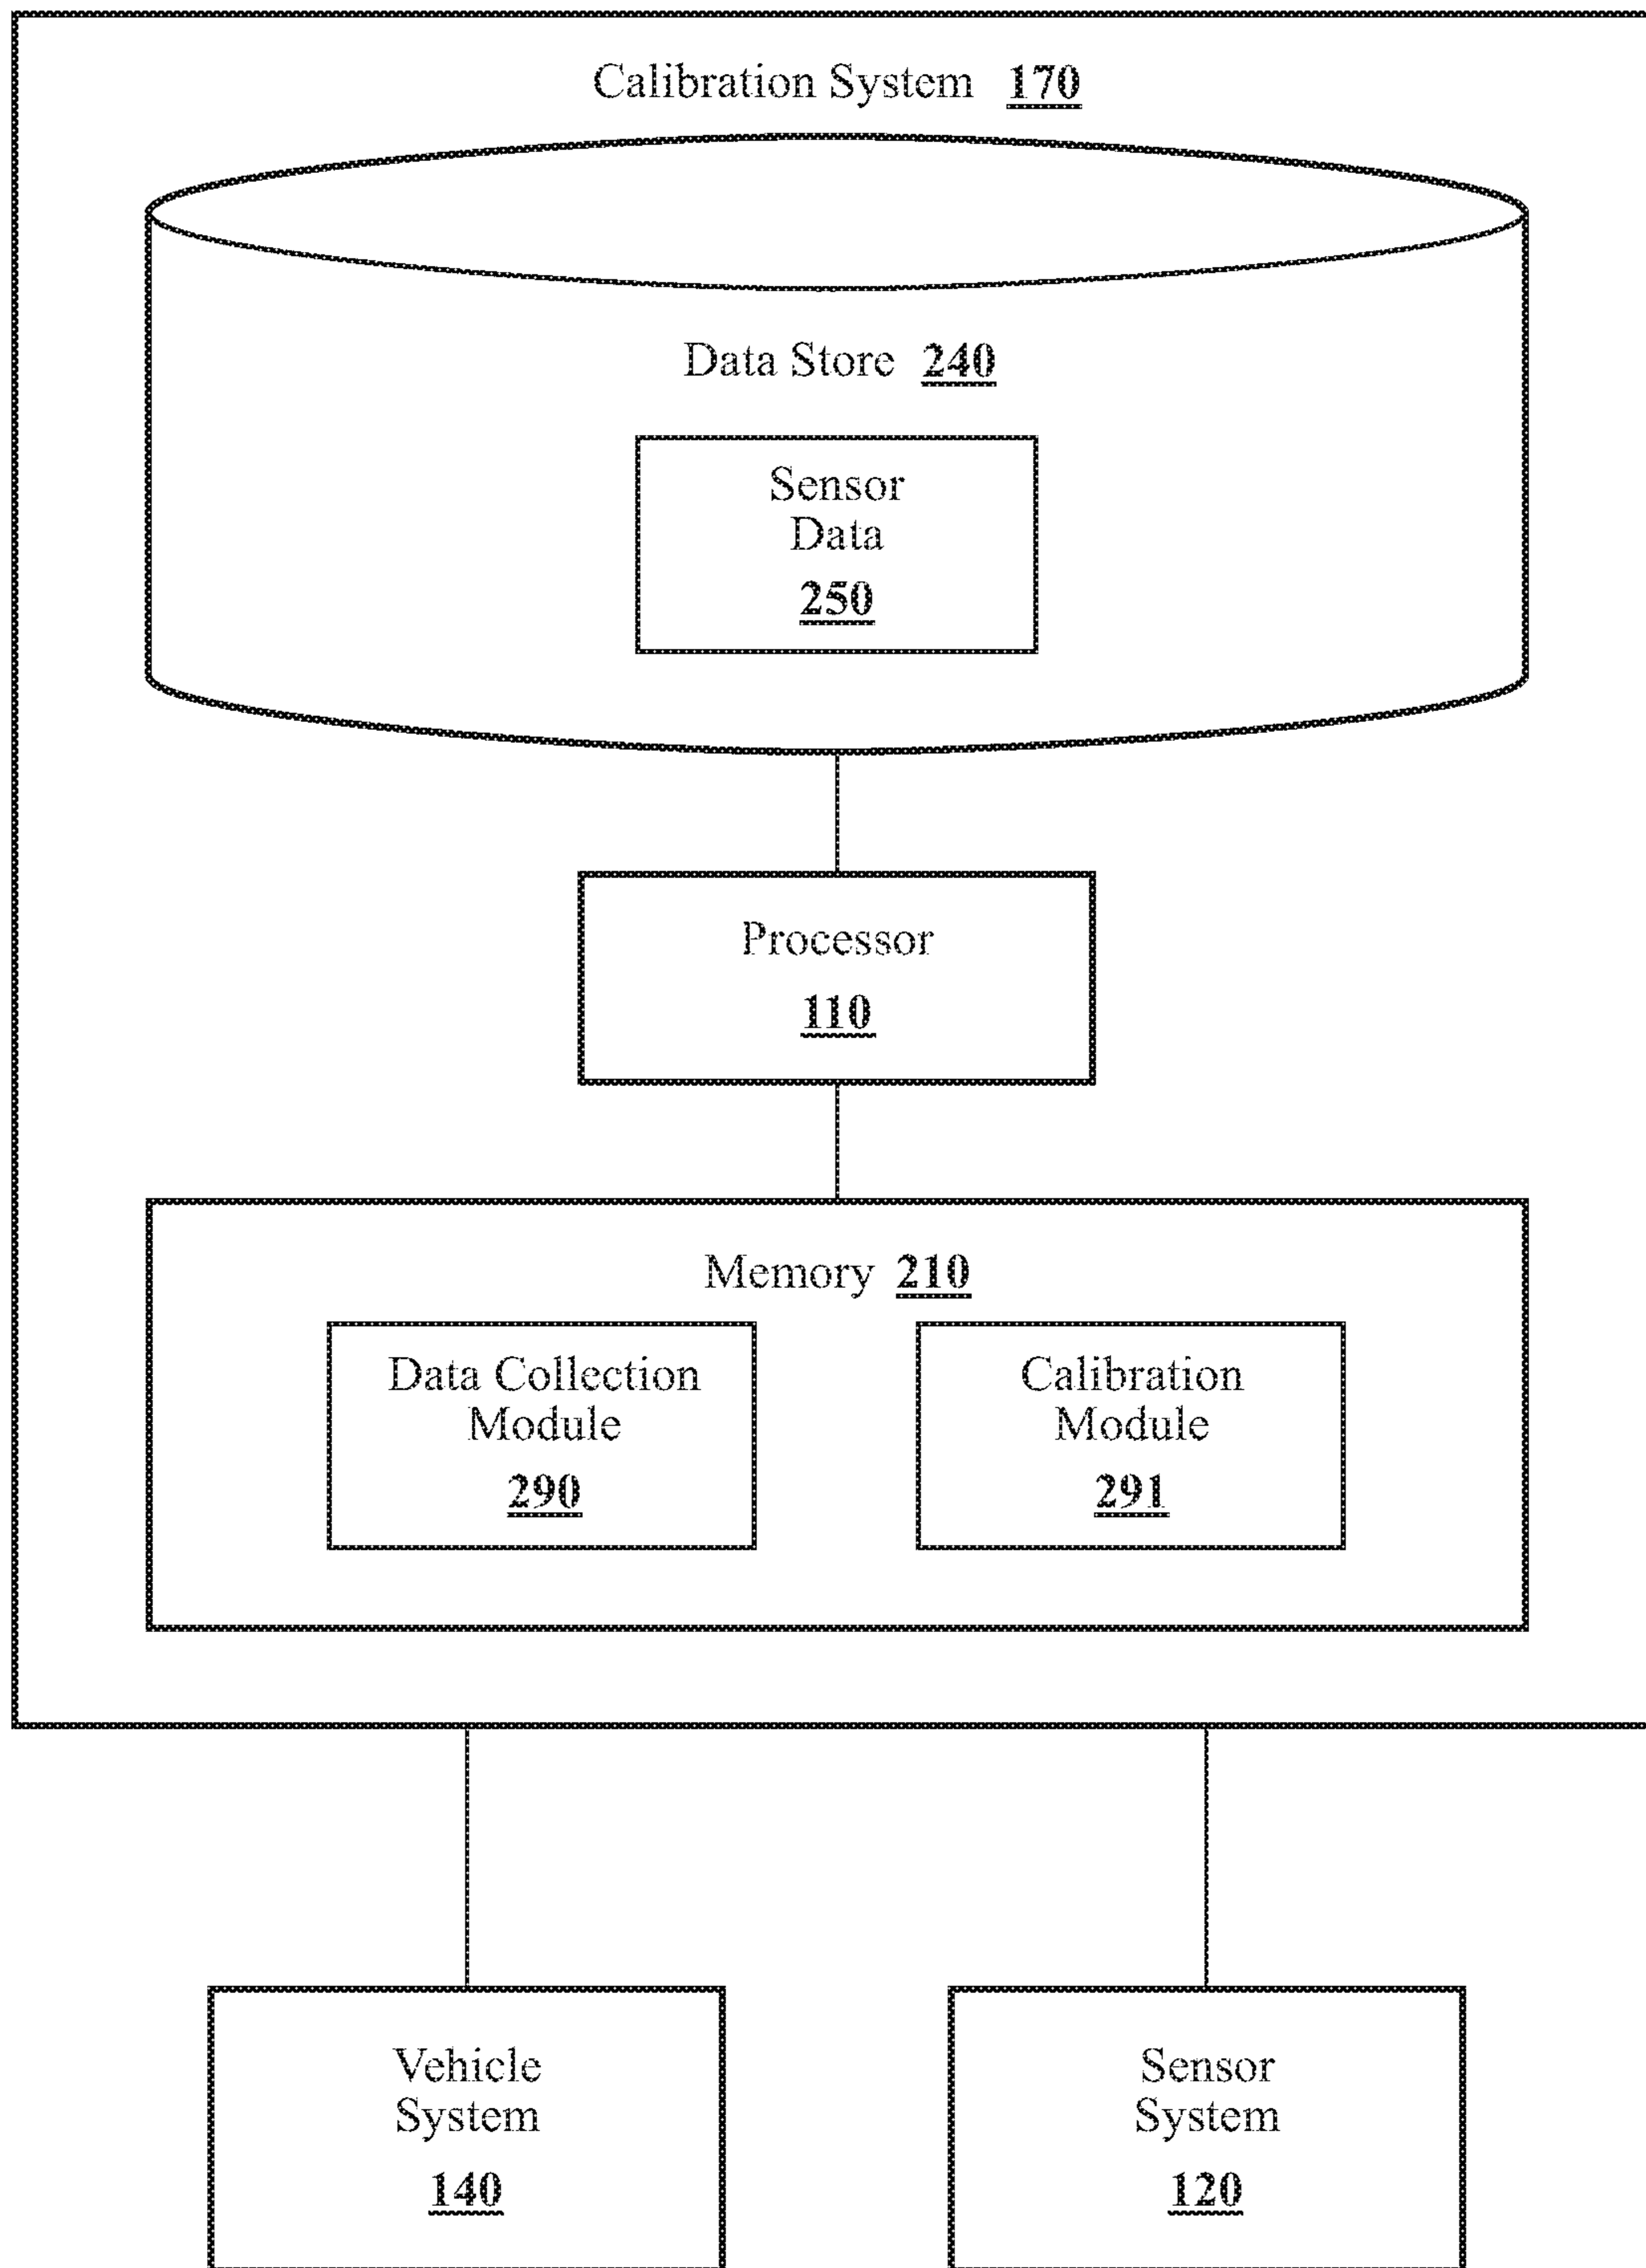 Calibration System 170
Data Store 240
Sensor
Data
250
Processor
110
Memory 210
Data Collection
Module
290
Calibration
Module
291
Vehicle
System
140
Sensor
System
120